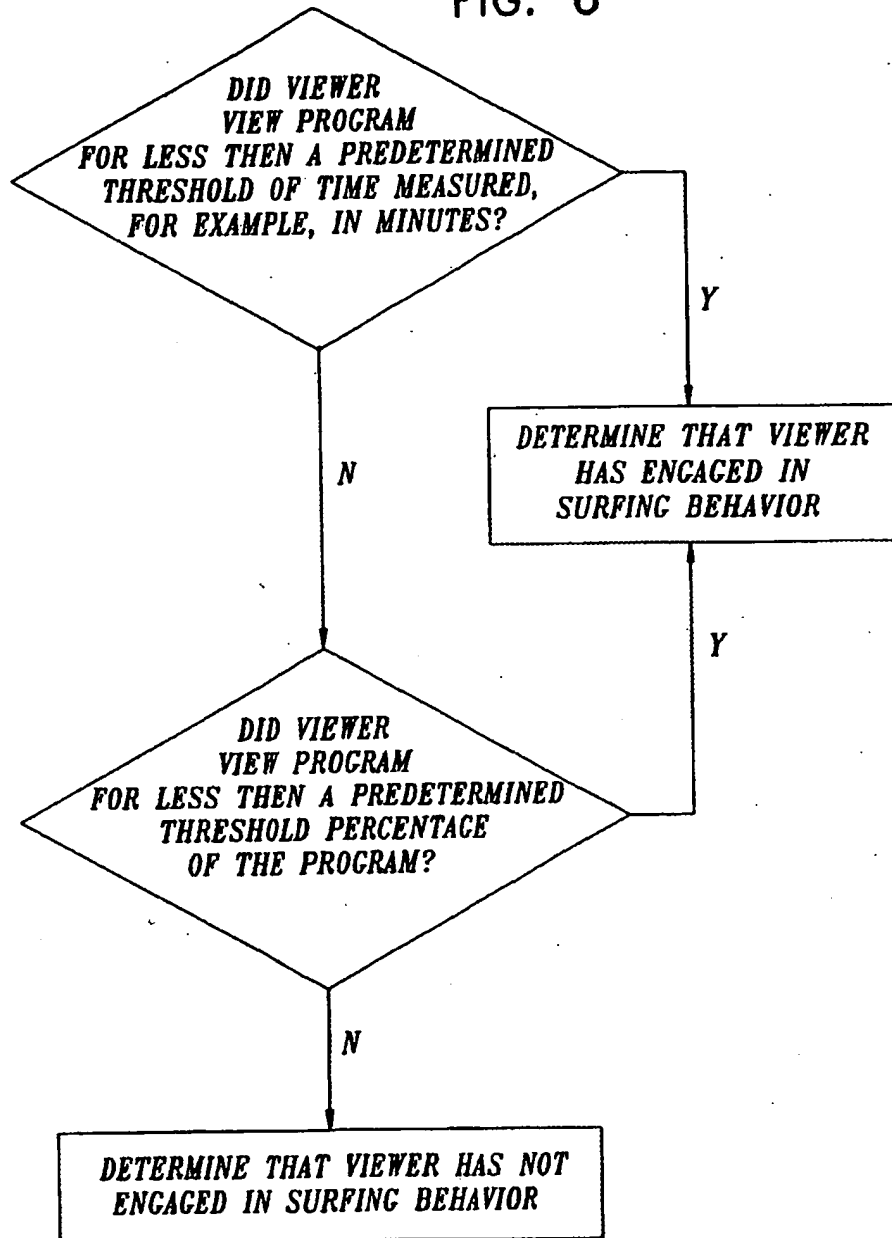 FIG. 6
DID VIEWER
VIEW PROGRAM
FOR LESS THEN A PREDETERMINED
THRESHOLD OF TIME MEASURED,
FOR EXAMPLE, IN MINUTES?
Y
N
DETERMINE THAT VIEWER
HAS ENGAGED IN
SURFING BEHAVIOR
Y
DID VIEWER
VIEW PROGRAM
FOR LESS THEN A PREDETERMINED
THRESHOLD PERCENTAGE
OF THE PROGRAM?
N
DETERMINE THAT VIEWER HAS NOT
ENGAGED IN SURFING BEHAVIOR